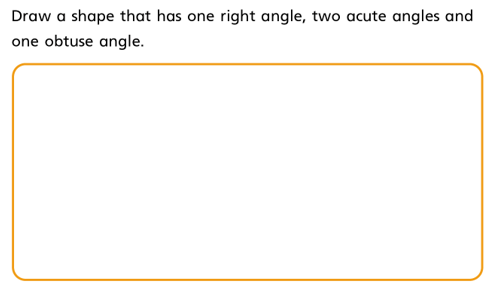 Draw a shape that has one right angle, two acute angles and
one obtuse angle.